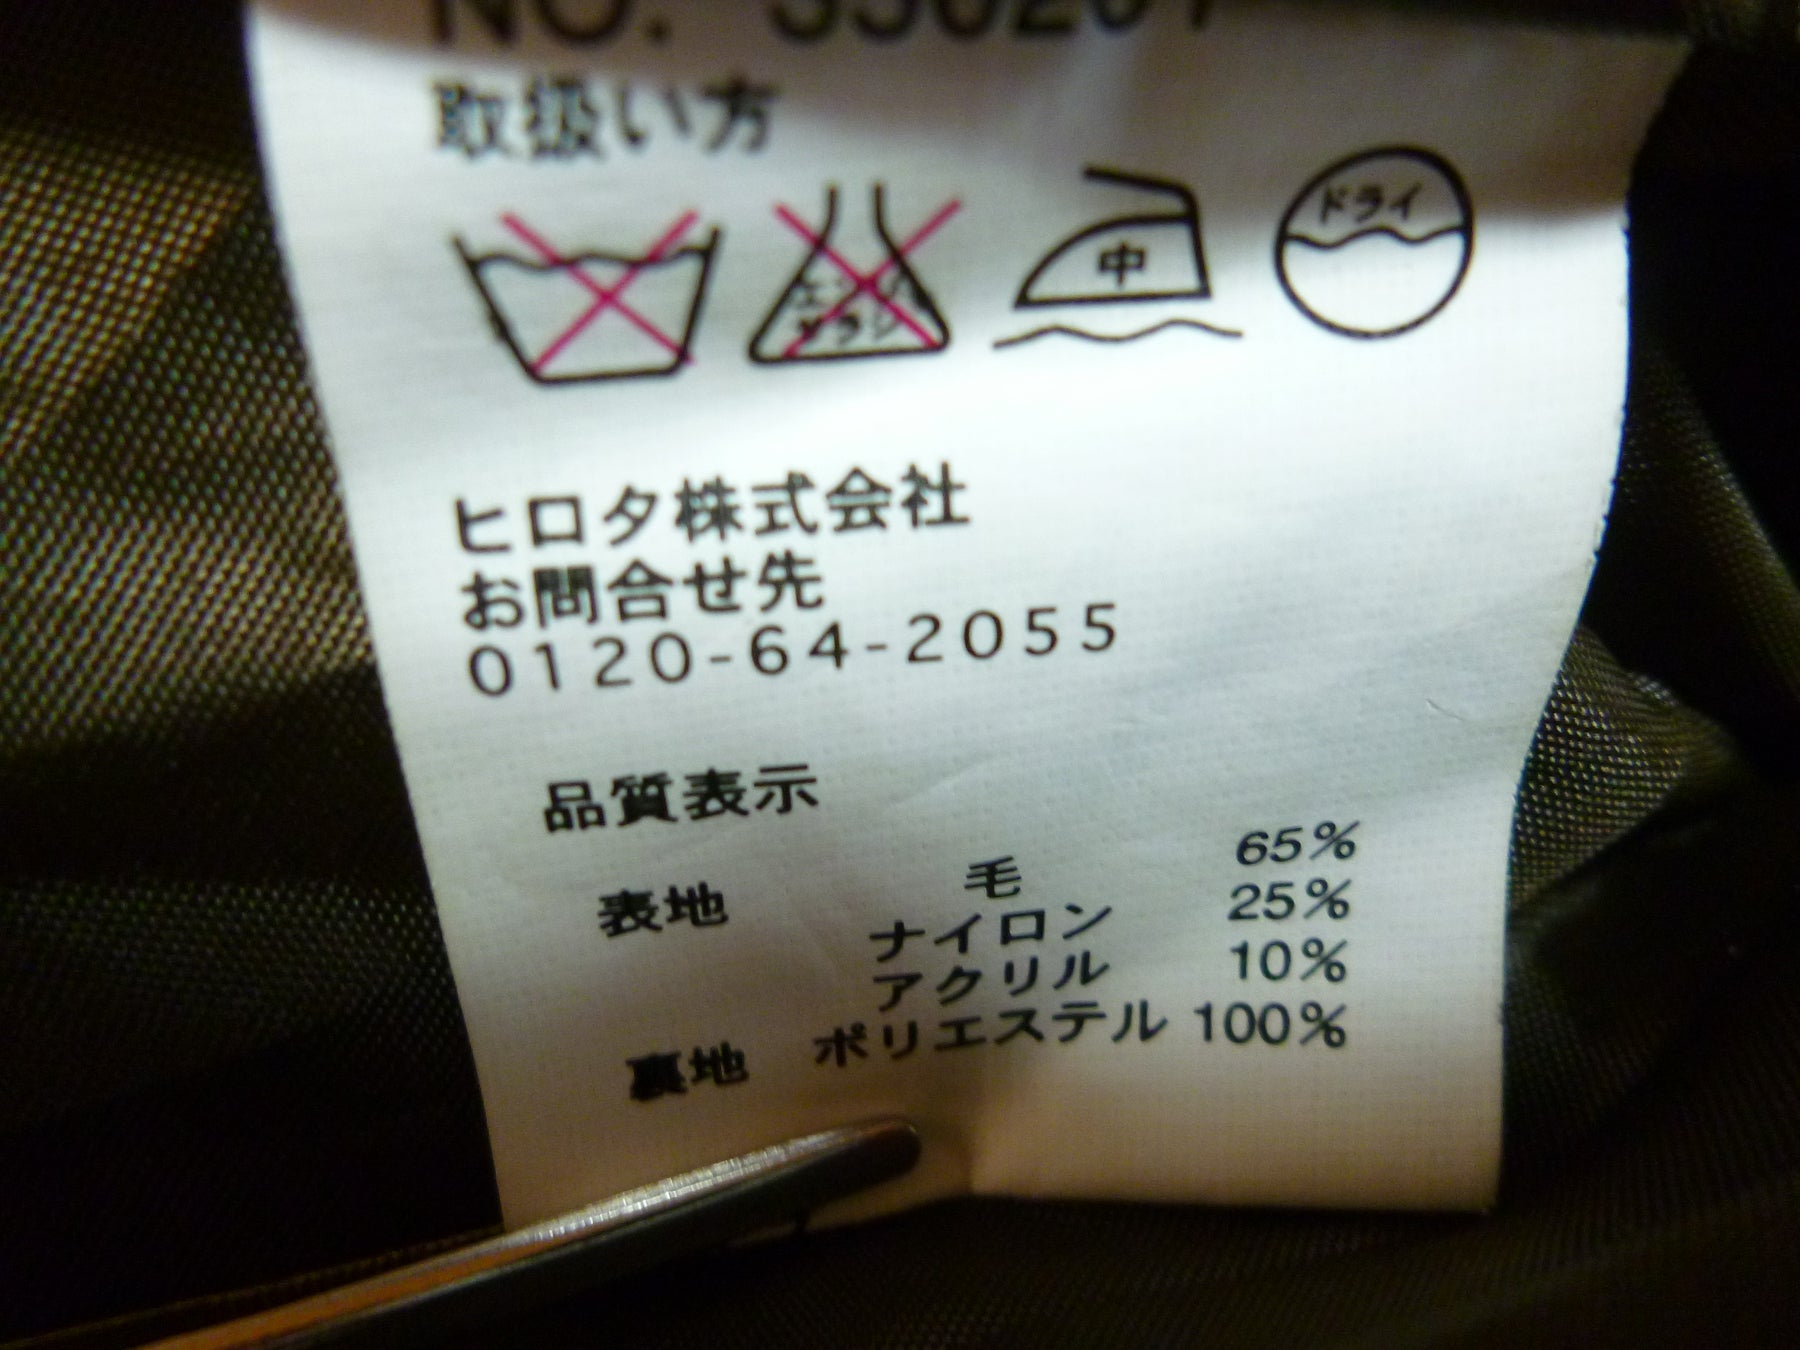 取扱い方
中
ドライ
ヒロタ株式会社
お問合せ先
0120-64-2055
品質表示
表地 毛 65%
ナイロン 25%
アクリル 10%
裏地 ポリエステル 100%